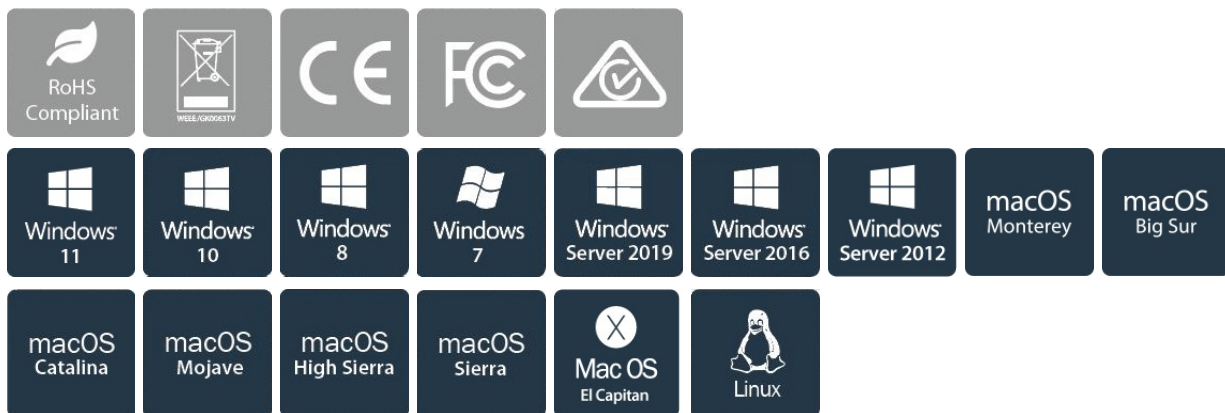 RoHS
Compliant
WEEE/GK0063TV
CE
FC
Windows
11
Windows
10
Windows
8
Windows
7
Windows
Server 2019
Windows
Server 2016
Windows
Server 2012
macOS
Monterey
macOS
Big Sur
macOS
Catalina
macOS
Mojave
macOS
High Sierra
macOS
Sierra
X
Mac OS
El Capitan
Linux